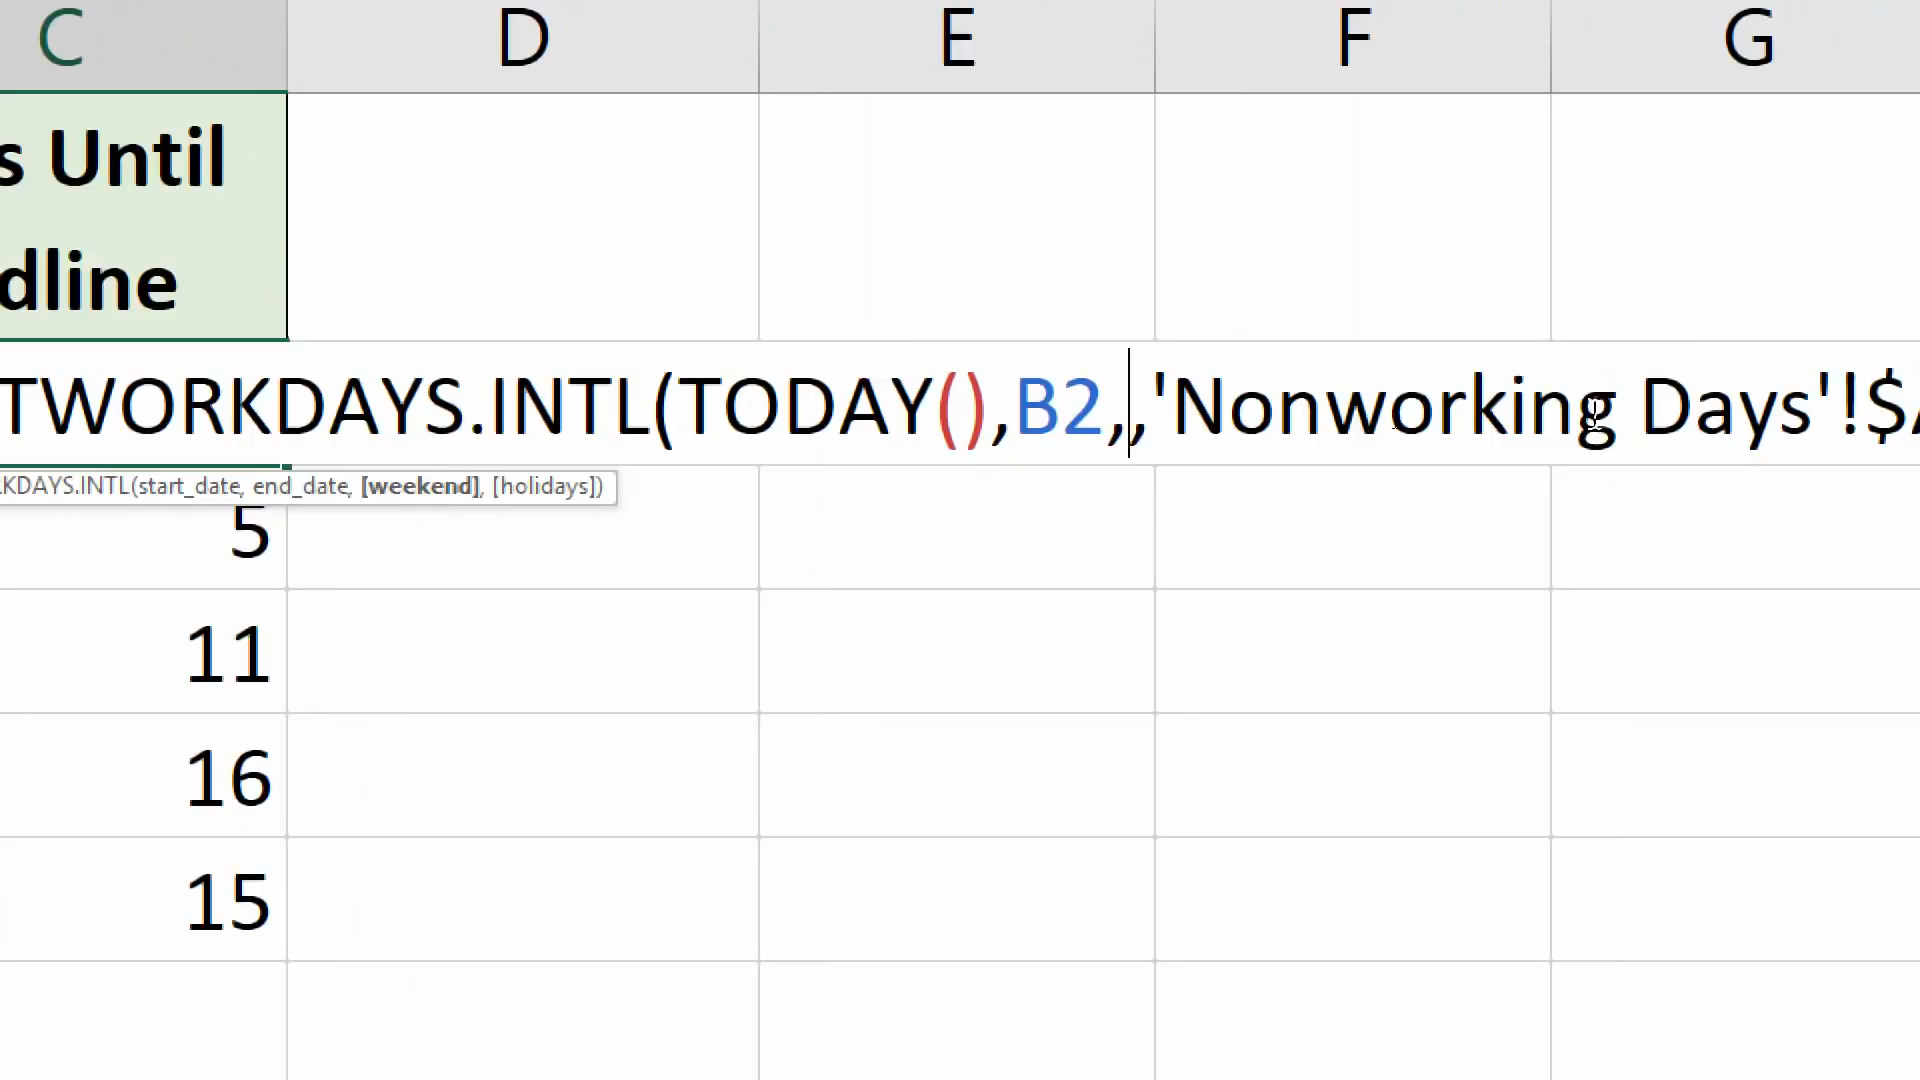 C D E F G
s Until
dline
TWORKDAYS.INTL(TODAY(),B2,,'Nonworking Days'!$
KDAYS.INTL(start_date, end_date, [weekend], [holidays])
5
11
16
15